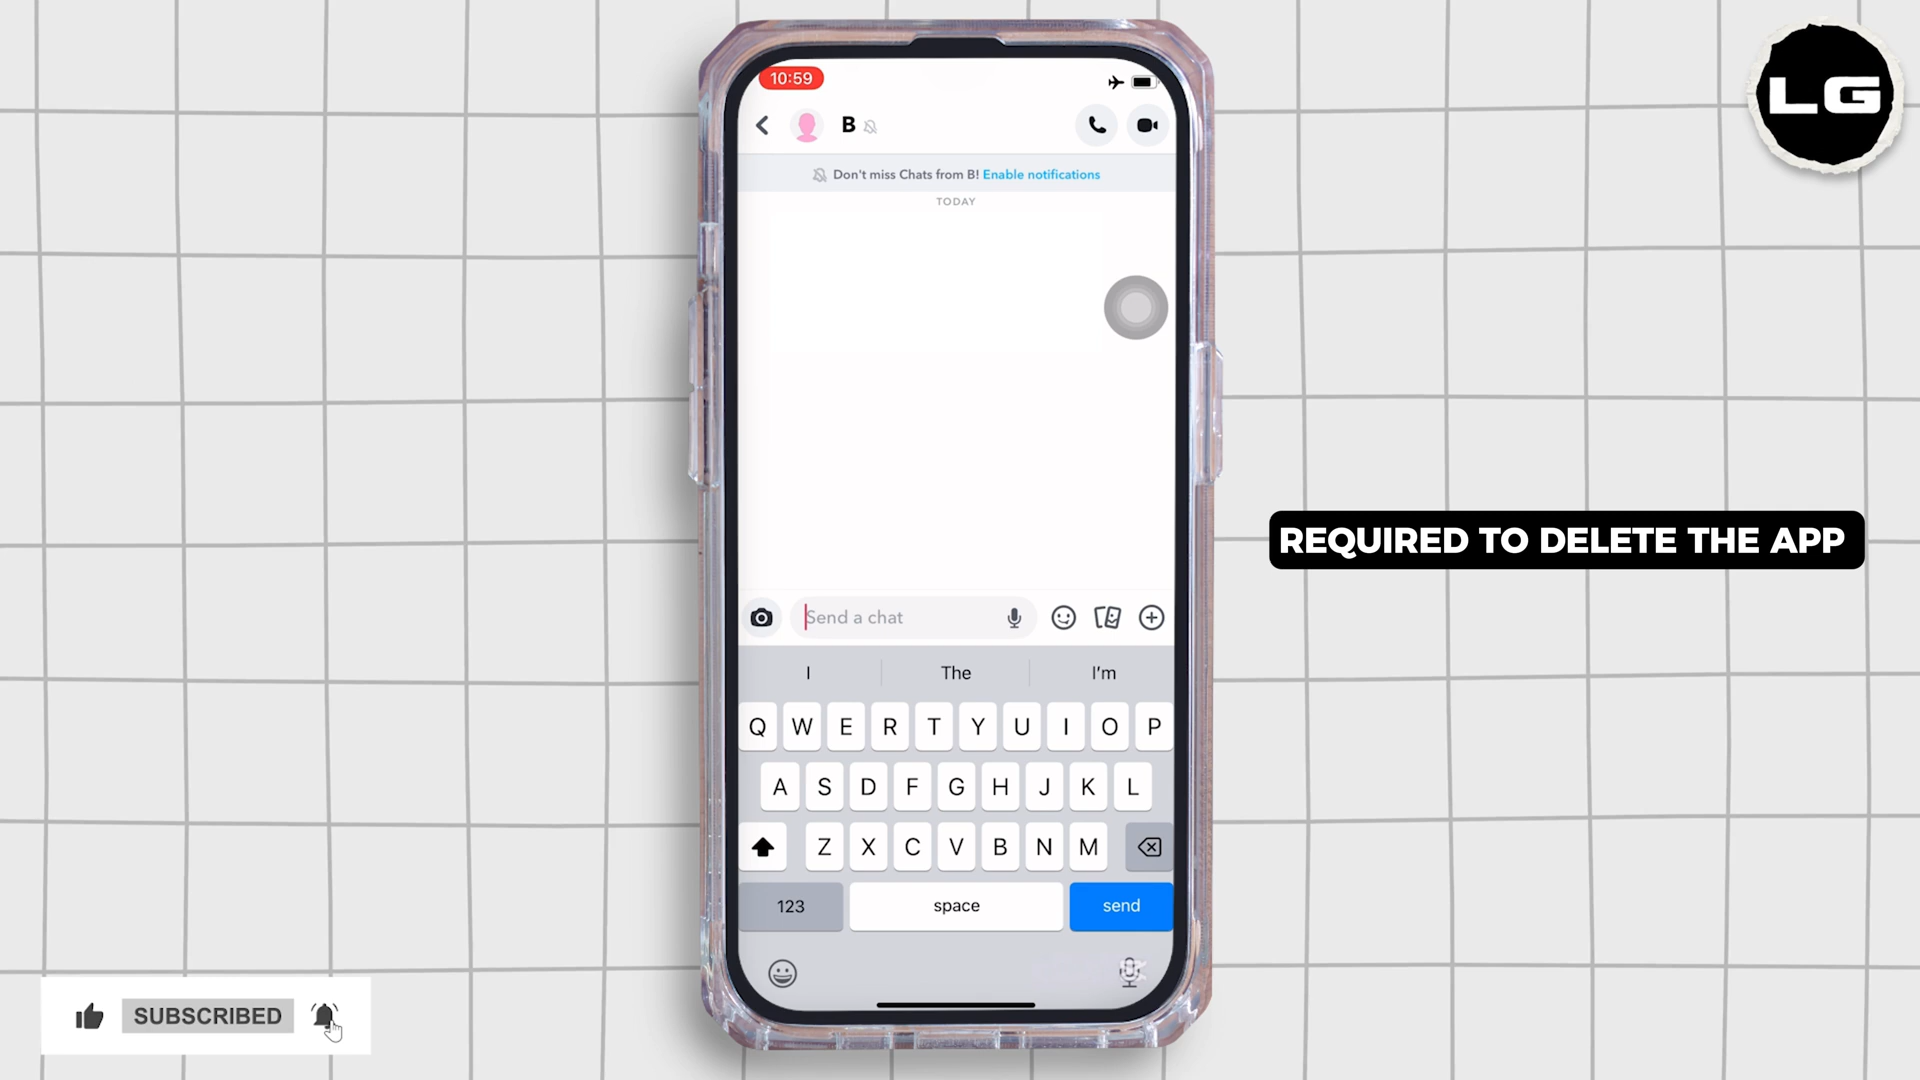 LG
10:59
B
Don't miss Chats from B! Enable notifications
TODAY
REQUIRED TO DELETE THE APP
Send a chat
I The I'm
Q W E R T Y U I O P
A S D F G H J K L
Z X C V B N M
123 space send
SUBSCRIBED